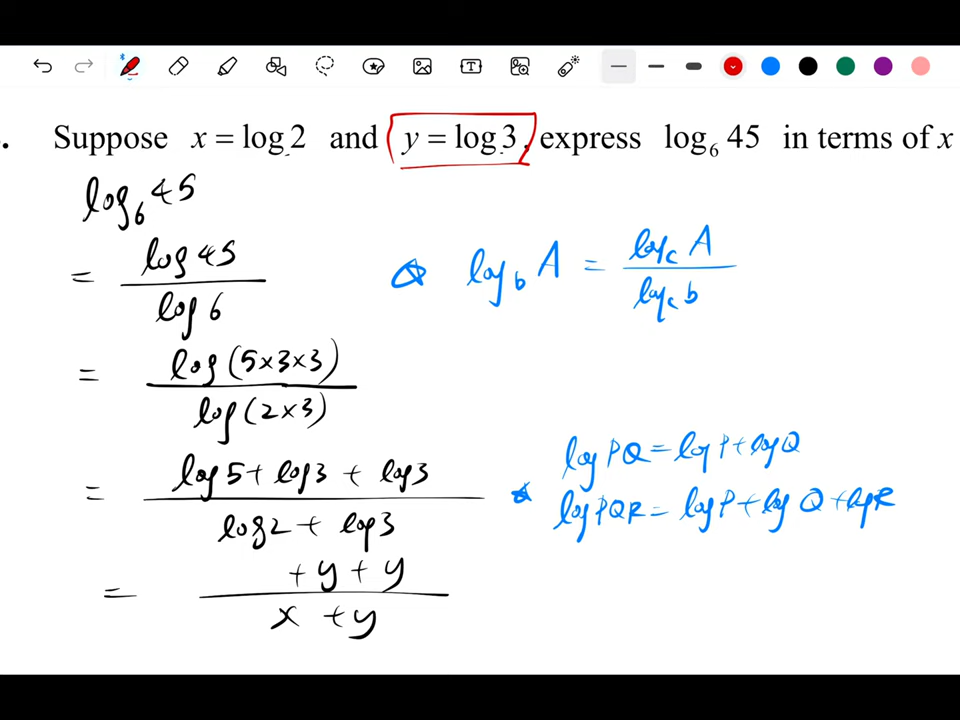 . Suppose x = log 2 and y = log 3, express log₆ 45 in terms of x
log₆ 45
= log 45 / log 6
☆ log_b A = log_c A / log_c b
= log (5×3×3) / log (2×3)
= log 5 + log 3 + log 3 / log 2 + log 3
log PQ = log P + log Q
☆ log PQR = log P + log Q + log R
= + y + y / x + y